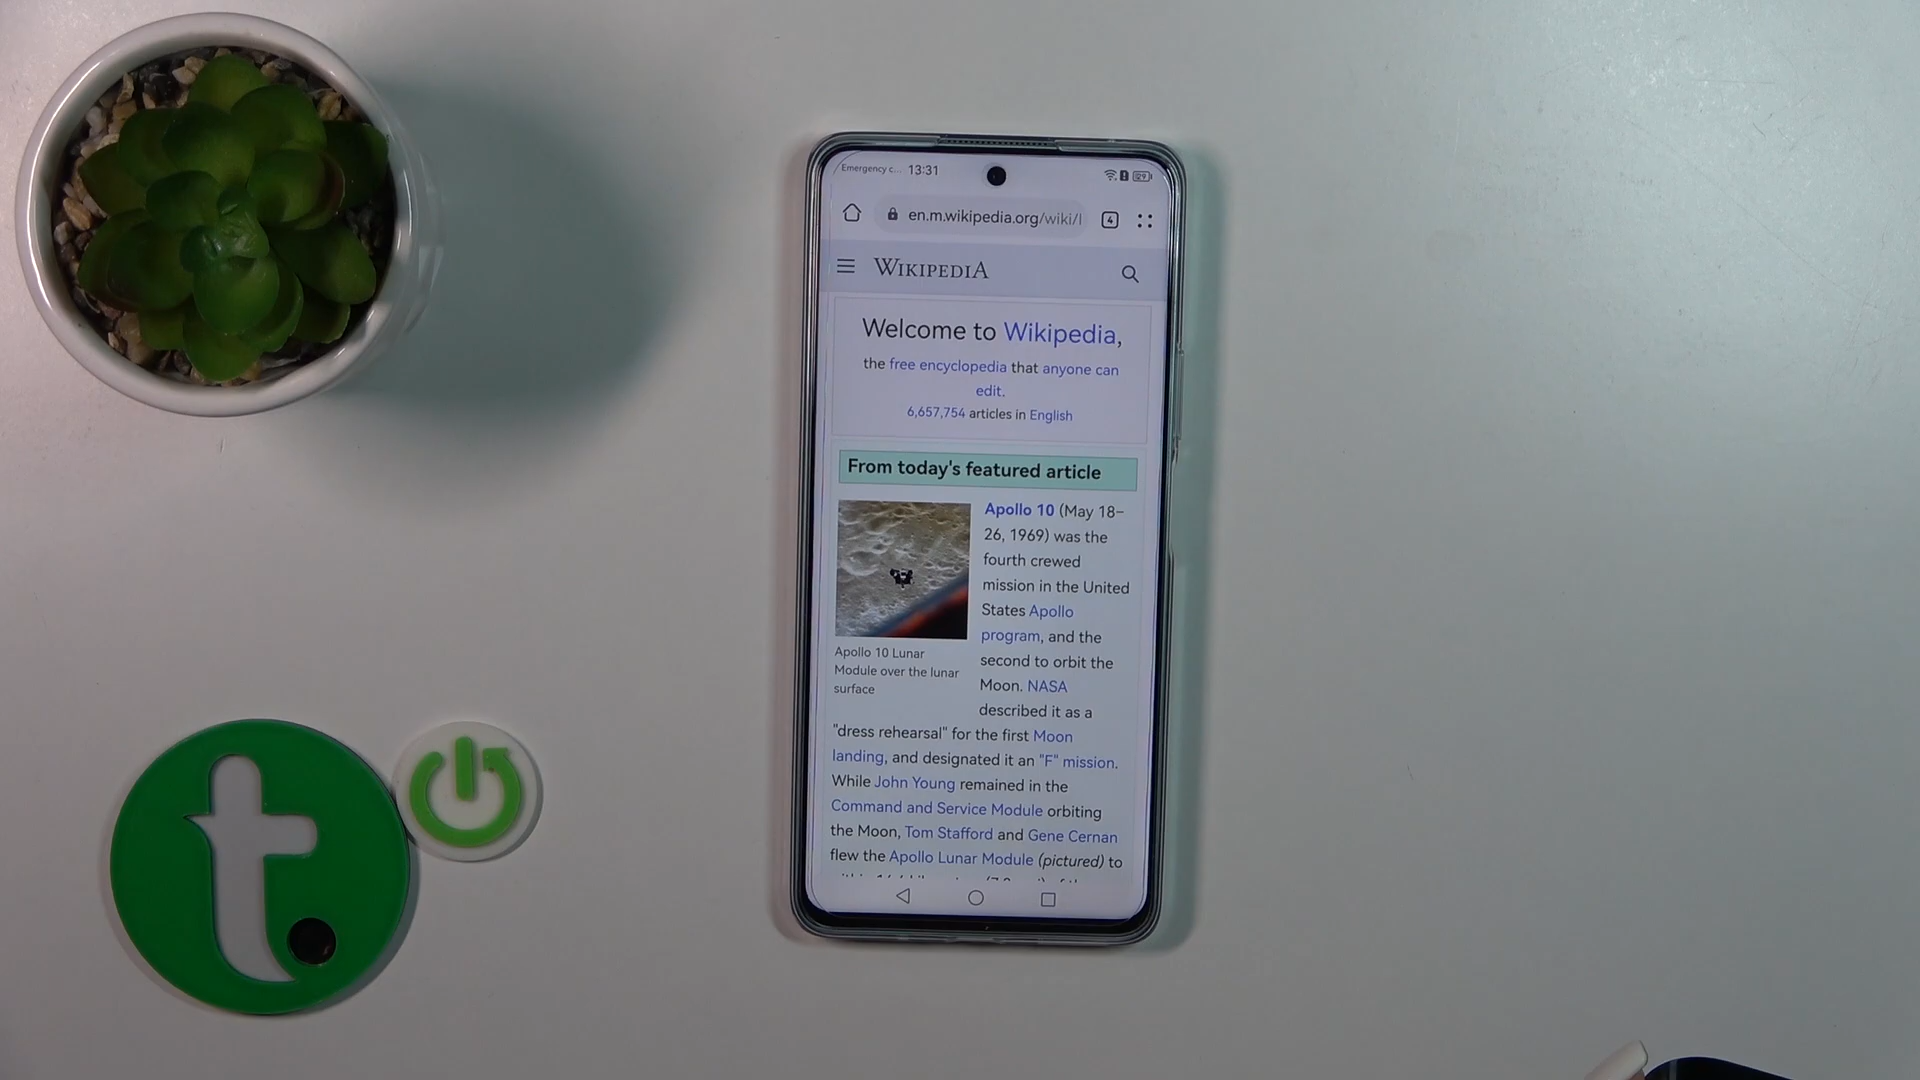 Emergency c... 13:31
en.m.wikipedia.org/wiki/
4
WIKIPEDIA
Welcome to Wikipedia,
the free encyclopedia that anyone can
edit.
6,657,754 articles in English
From today's featured article
Apollo 10 (May 18–
26, 1969) was the
fourth crewed
mission in the United
States Apollo
program, and the
second to orbit the
Moon. NASA
described it as a
Apollo 10 Lunar
Module over the lunar
surface
"dress rehearsal" for the first Moon
landing, and designated it an "F" mission.
While John Young remained in the
Command and Service Module orbiting
the Moon, Tom Stafford and Gene Cernan
flew the Apollo Lunar Module (pictured) to
t.